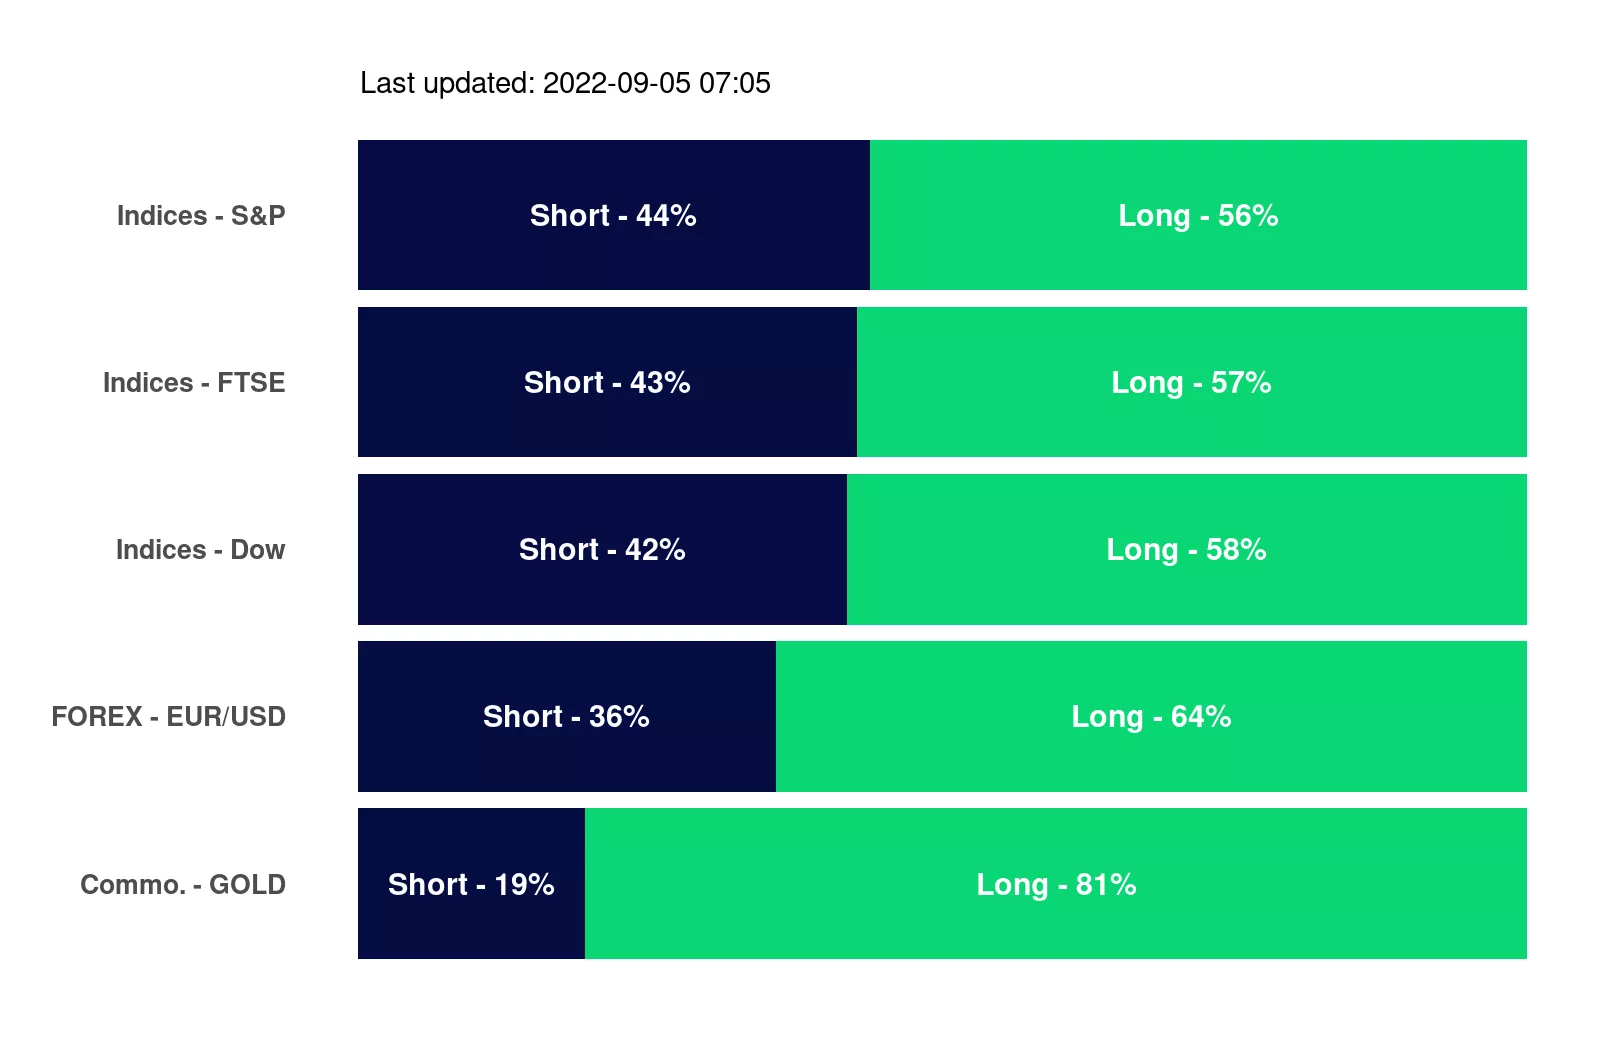 Last updated: 2022-09-05 07:05
Indices - S&P Short - 44% Long - 56%
Indices - FTSE Short - 43% Long - 57%
Indices - Dow Short - 42% Long - 58%
FOREX - EUR/USD Short - 36% Long - 64%
Commo. - GOLD Short - 19% Long - 81%